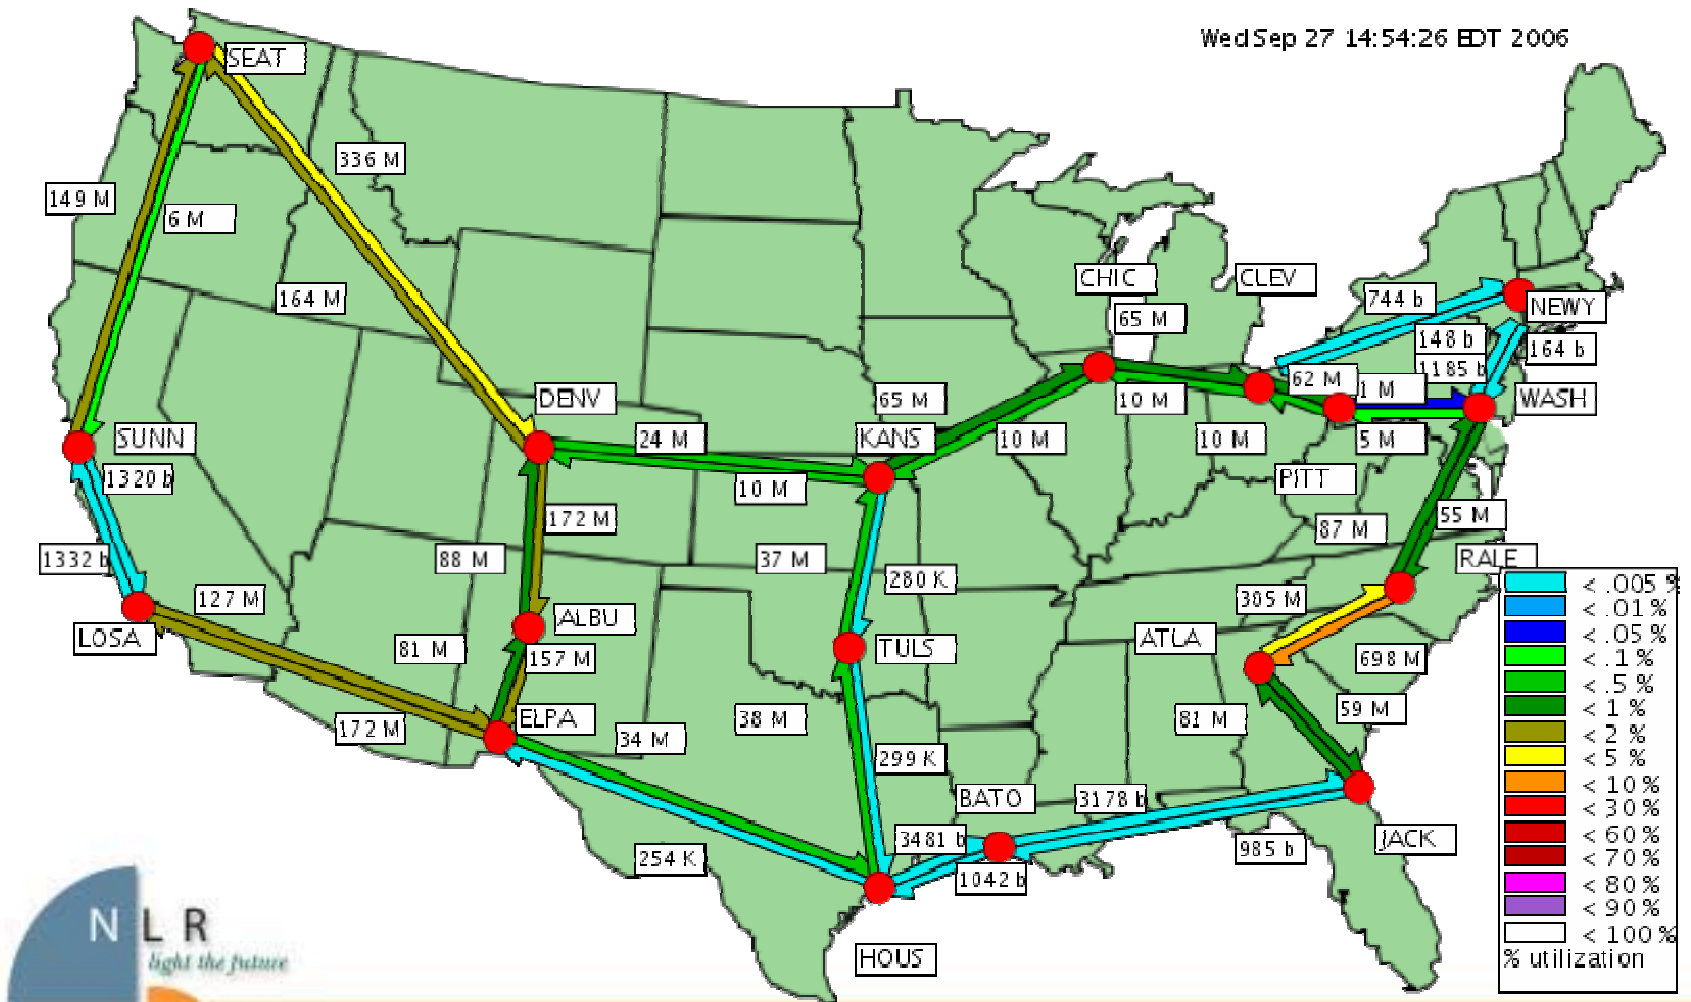 Wed Sep 27 14:54:26 EDT 2006
SEAT
336 M
149 M
6 M
164 M
CHIC
CLEV
65 M
744 b
NEWY
148 b
164 b
1185 b
62 M
1 M
DENV
65 M
10 M
WASH
SUNN
24 M
KANS
10 M
10 M
5 M
1320 b
10 M
PITT
172 M
87 M
55 M
1332 b
88 M
37 M
280 K
RALE
127 M
305 M
LOSA
ALBU
81 M
157 M
TULS
ATLA
698 M
172 M
ELPA
34 M
38 M
81 M
59 M
299 K
BATO
3178 b
254 K
3481 b
1042 b
985 b
JACK
HOUS
< .005 %
< .01 %
< .05 %
< .1 %
< .5 %
< 1 %
< 2 %
< 5 %
< 10 %
< 30 %
< 60 %
< 70 %
< 80 %
< 90 %
< 100 %
% utilization
N L R
light the future